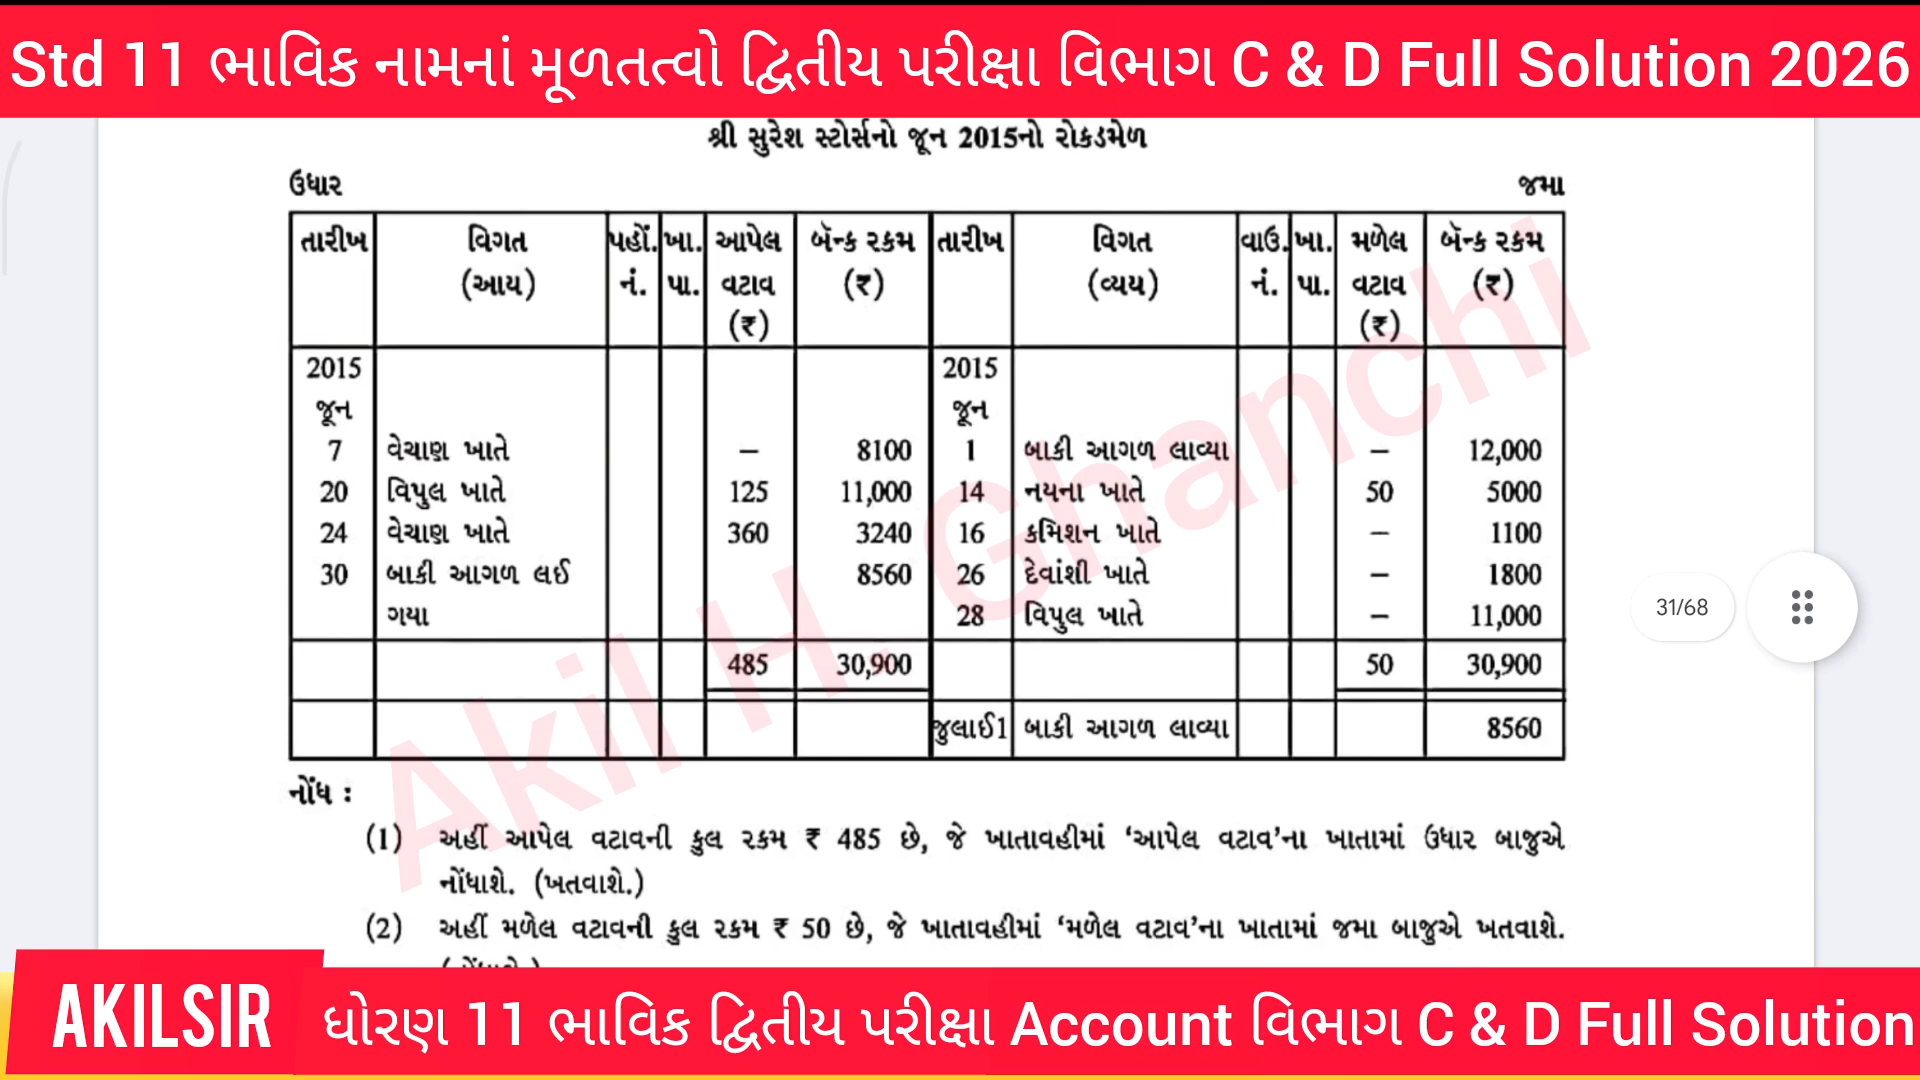 Std 11 ભાવિક નામનાં મૂળતત્વો દ્વિતીય પરીક્ષા વિભાગ C & D Full Solution 2026
શ્રી સુરેશ સ્ટોર્સનો જૂન 2015નો રોકડમેળ
ઉધાર જમા
તારીખ વિગત પહોં. ખા. આપેલ બૅન્ક રકમ તારીખ વિગત વાઉ. ખા. મળેલ બૅન્ક રકમ
(આય) નં. પા. વટાવ (₹) (વ્યય) નં. પા. વટાવ (₹)
(₹) (₹)
2015 2015
જૂન જૂન
7 વેચાણ ખાતે – 8100 1 બાકી આગળ લાવ્યા – 12,000
20 વિપુલ ખાતે 125 11,000 14 નયના ખાતે 50 5000
24 વેચાણ ખાતે 360 3240 16 કમિશન ખાતે – 1100
30 બાકી આગળ લઈ 8560 26 દેવાંશી ખાતે – 1800
ગયા 28 વિપુલ ખાતે – 11,000
485 30,900 50 30,900
જુલાઈ1 બાકી આગળ લાવ્યા 8560
Akil H. Ghanchi
31/68
નોંધ :
(1) અહીં આપેલ વટાવની કુલ રકમ ₹ 485 છે, જે ખાતાવહીમાં ‘આપેલ વટાવ’ના ખાતામાં ઉધાર બાજુએ
નોંધાશે. (ખતવાશે.)
(2) અહીં મળેલ વટાવની કુલ રકમ ₹ 50 છે, જે ખાતાવહીમાં ‘મળેલ વટાવ’ના ખાતામાં જમા બાજુએ ખતવાશે.
AKILSIR
ધોરણ 11 ભાવિક દ્વિતીય પરીક્ષા Account વિભાગ C & D Full Solution